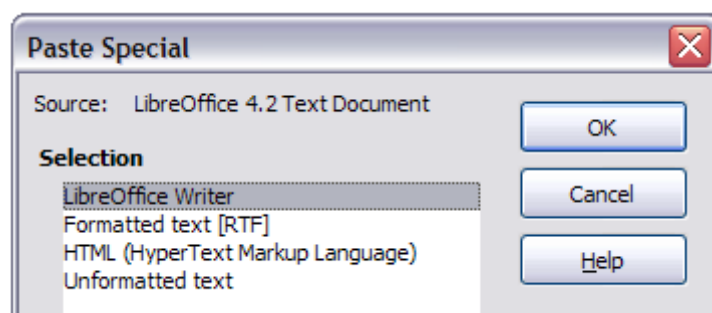 Paste Special
Source: LibreOffice 4.2 Text Document
OK
Selection
LibreOffice Writer
Cancel
Formatted text [RTF]
HTML (HyperText Markup Language)
Help
Unformatted text